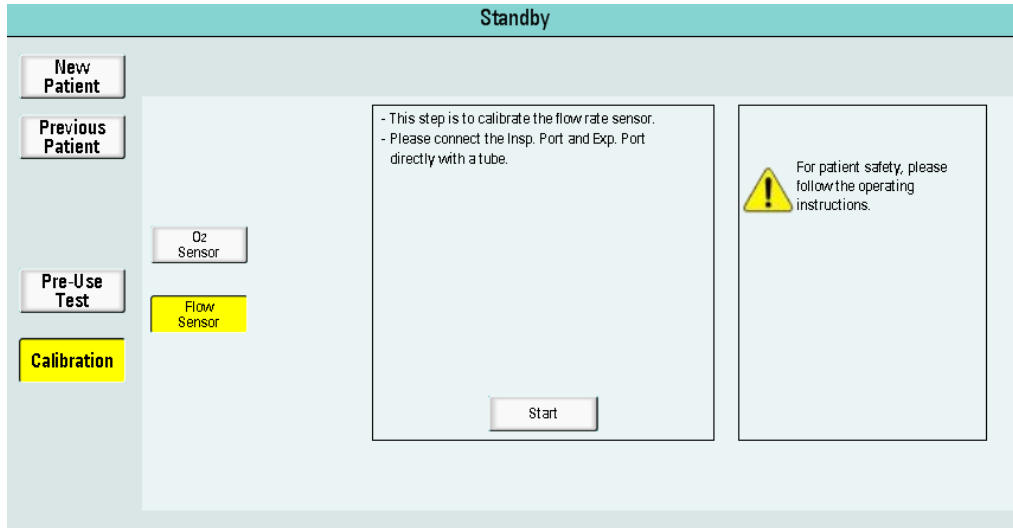 Standby
New
Patient
Previous
Patient
Pre-Use
Test
Calibration
O2
Sensor
Flow
Sensor
- This step is to calibrate the flow rate sensor.
- Please connect the Insp. Port and Exp. Port
directly with a tube.
Start
For patient safety, please
follow the operating
instructions.